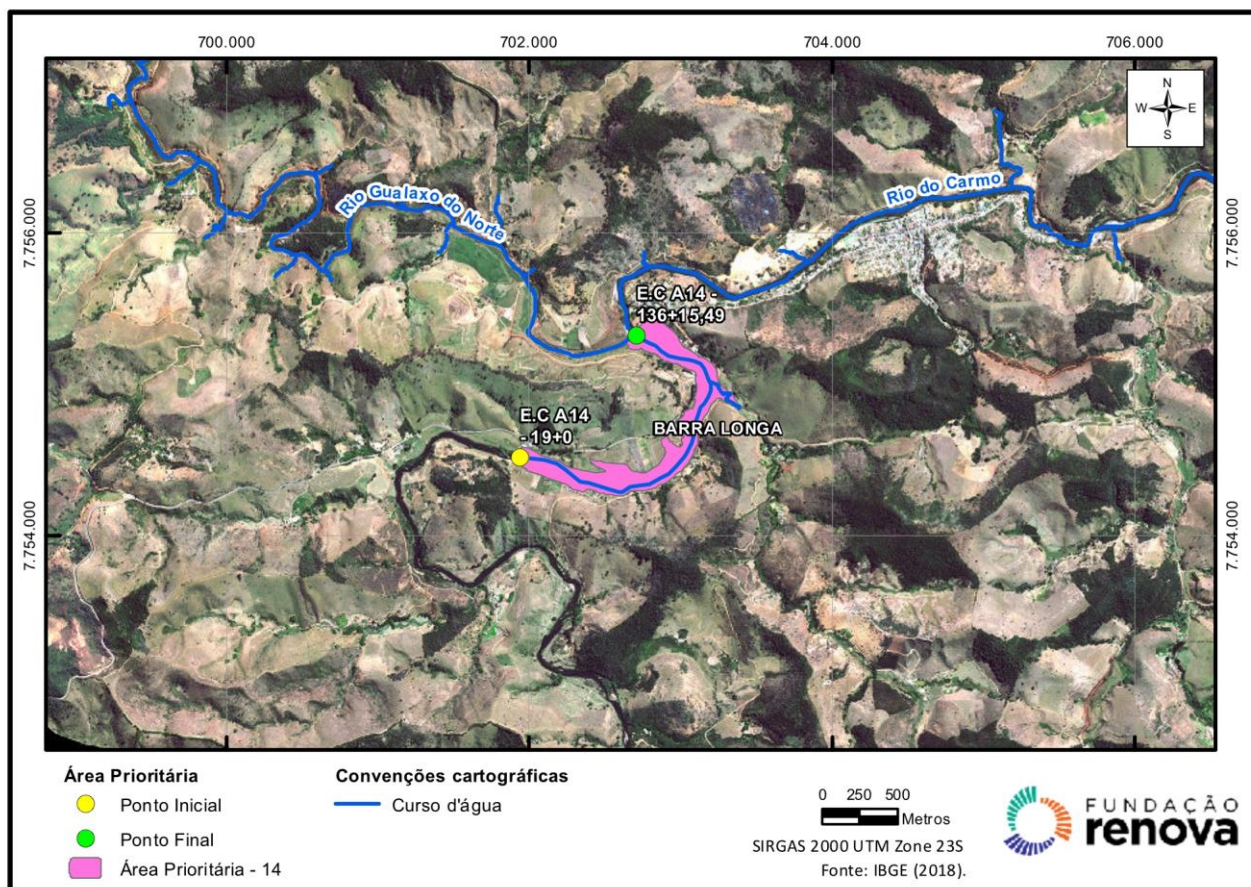 700.000
702.000
704.000
706.000
N
W E
S
Rio Gualaxo do Norte
Rio do Carmo
7.756.000
7.756.000
E.C A14 -
136+15,49
E.C A14
- 19+0
BARRA LONGA
7.754.000
7.754.000
Área Prioritária
Ponto Inicial
Ponto Final
Área Prioritária - 14
Convenções cartográficas
Curso d'água
0 250 500
Metros
SIRGAS 2000 UTM Zone 23S
Fonte: IBGE (2018).
FUNDAÇÃO
renova